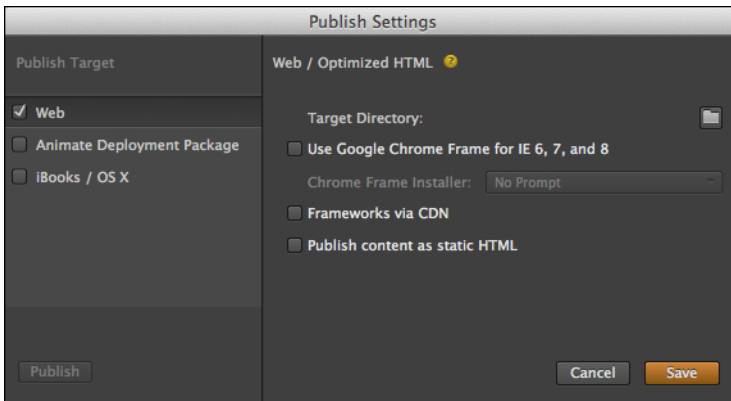 Publish Settings
Publish Target
Web / Optimized HTML ?
Web
Target Directory:
Animate Deployment Package
Use Google Chrome Frame for IE 6, 7, and 8
iBooks / OS X
Chrome Frame Installer: No Prompt
Frameworks via CDN
Publish content as static HTML
Publish
Cancel Save